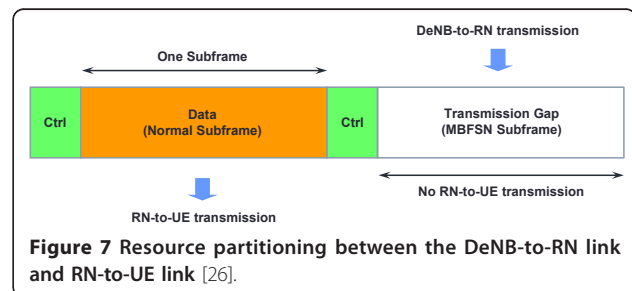 DeNB-to-RN transmission
One Subframe
Ctrl
Data
(Normal Subframe)
Ctrl
Transmission Gap
(MBFSN Subframe)
No RN-to-UE transmission
RN-to-UE transmission
Figure 7 Resource partitioning between the DeNB-to-RN link
and RN-to-UE link [26].